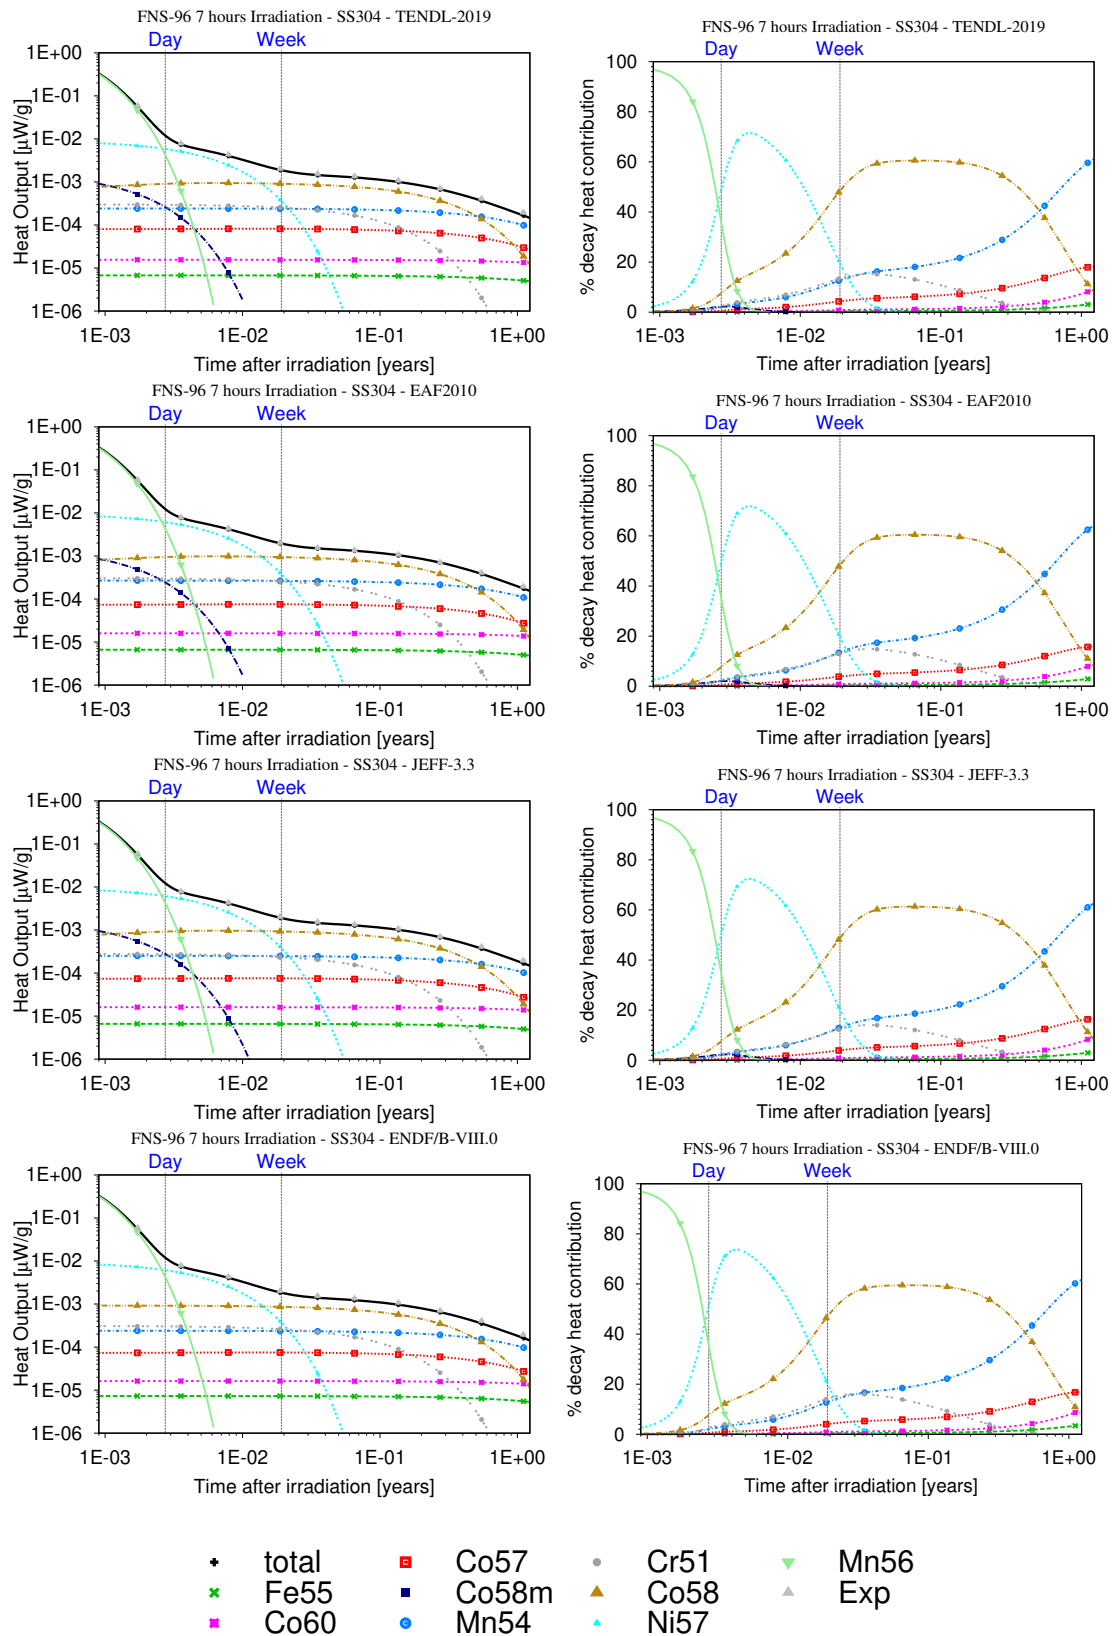 FNS-96 7 hours Irradiation - SS304 - TENDL-2019
Day Week
Heat Output [µW/g]
1E+00
1E-01
1E-02
1E-03
1E-04
1E-05
1E-06
1E-03 1E-02 1E-01 1E+00
Time after irradiation [years]
FNS-96 7 hours Irradiation - SS304 - TENDL-2019
Day Week
% decay heat contribution
100
80
60
40
20
0
1E-03 1E-02 1E-01 1E+00
Time after irradiation [years]
FNS-96 7 hours Irradiation - SS304 - EAF2010
Day Week
Heat Output [µW/g]
1E+00
1E-01
1E-02
1E-03
1E-04
1E-05
1E-06
1E-03 1E-02 1E-01 1E+00
Time after irradiation [years]
FNS-96 7 hours Irradiation - SS304 - EAF2010
Day Week
% decay heat contribution
100
80
60
40
20
0
1E-03 1E-02 1E-01 1E+00
Time after irradiation [years]
FNS-96 7 hours Irradiation - SS304 - JEFF-3.3
Day Week
Heat Output [µW/g]
1E+00
1E-01
1E-02
1E-03
1E-04
1E-05
1E-06
1E-03 1E-02 1E-01 1E+00
Time after irradiation [years]
FNS-96 7 hours Irradiation - SS304 - JEFF-3.3
Day Week
% decay heat contribution
100
80
60
40
20
0
1E-03 1E-02 1E-01 1E+00
Time after irradiation [years]
FNS-96 7 hours Irradiation - SS304 - ENDF/B-VIII.0
Day Week
Heat Output [µW/g]
1E+00
1E-01
1E-02
1E-03
1E-04
1E-05
1E-06
1E-03 1E-02 1E-01 1E+00
Time after irradiation [years]
FNS-96 7 hours Irradiation - SS304 - ENDF/B-VIII.0
Day Week
% decay heat contribution
100
80
60
40
20
0
1E-03 1E-02 1E-01 1E+00
Time after irradiation [years]
total Co57 Cr51 Mn56
Fe55 Co58m Co58 Exp
Co60 Mn54 Ni57